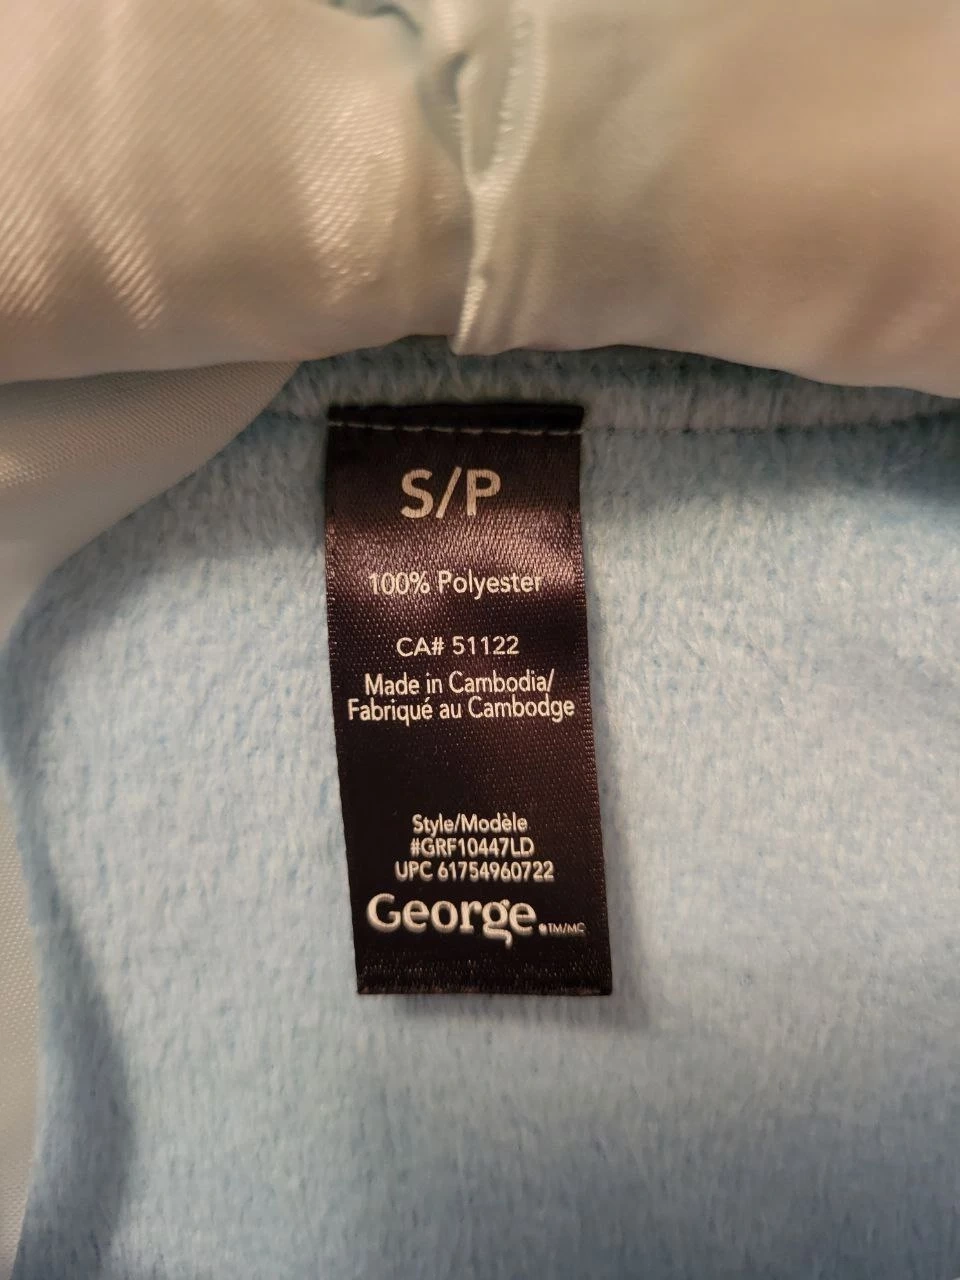 S/P
100% Polyester
CA# 51122
Made in Cambodia/
Fabriqué au Cambodge
Style/Modèle
#GRF10447LD
UPC 61754960722
George.TM/MC